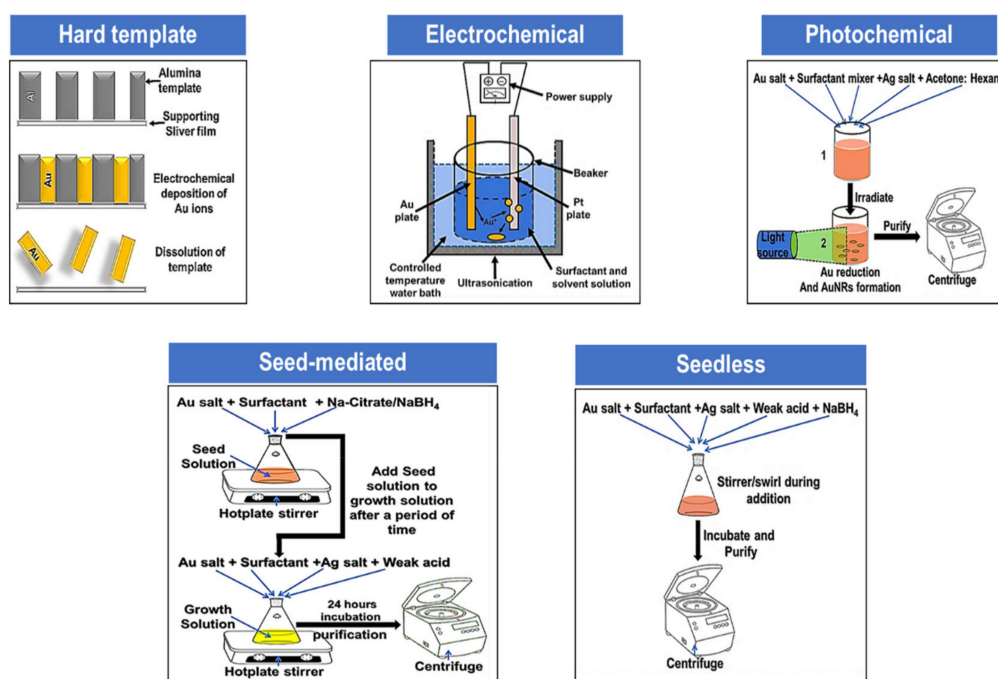 Hard template
Al
Alumina
template
Supporting
Sliver film
Au
Electrochemical
deposition of
Au ions
Au
Dissolution of
template
Electrochemical
Power supply
Beaker
Au
plate
Au⁺
Pt
plate
Controlled
temperature
water bath
Ultrasonication
Surfactant and
solvent solution
Photochemical
Au salt + Surfactant mixer +Ag salt + Acetone: Hexan
1
Irradiate
Light
source
2
Purify
Au reduction
And AuNRs formation
Centrifuge
Seed-mediated
Au salt + Surfactant + Na-Citrate/NaBH₄
Seed
Solution
Hotplate stirrer
Add Seed
solution to
growth solution
after a period of
time
Au salt + Surfactant +Ag salt + Weak acid
Growth
Solution
24 hours
incubation
purification
Hotplate stirrer
Centrifuge
Seedless
Au salt + Surfactant +Ag salt + Weak acid + NaBH₄
Stirrer/swirl during
addition
Incubate and
Purify
Centrifuge